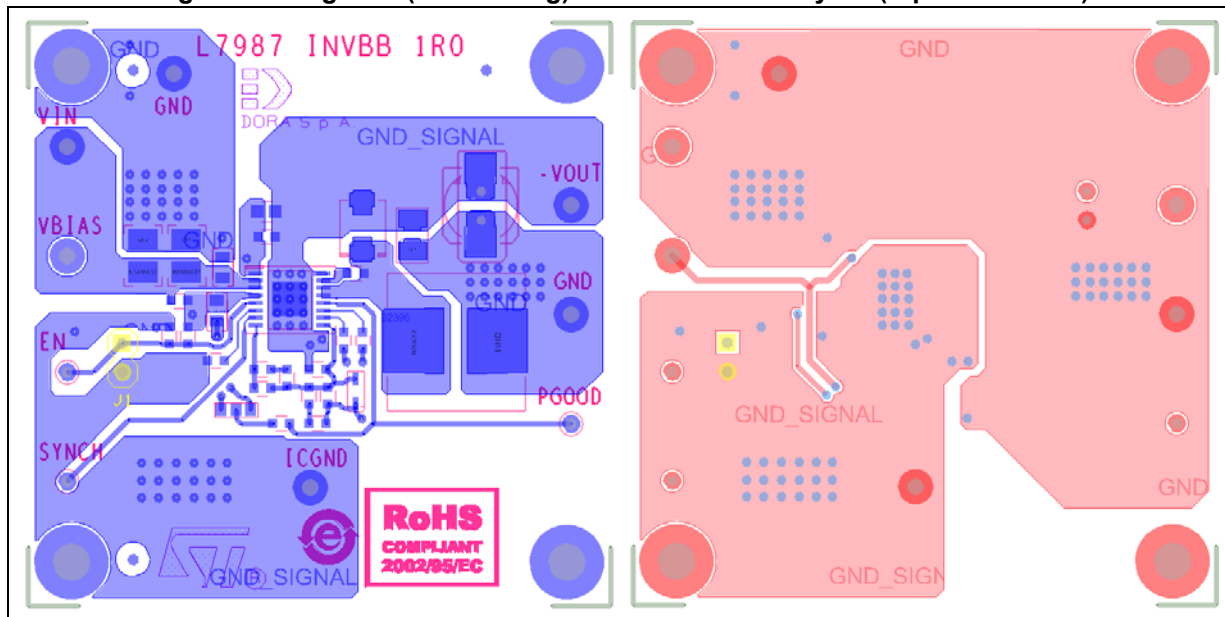 L7987 INVBB 1R0
GND
GND
VIN
DORA S p A.
GND_SIGNAL
-VOUT
VBIAS
GND
GND
GND
EN
J1
PGOOD
SYNCH
ICGND
RoHS
COMPLIANT
2002/95/EC
e
ST
GND_SIGNAL
GND
GND_SIGNAL
GND
GND_SIGN